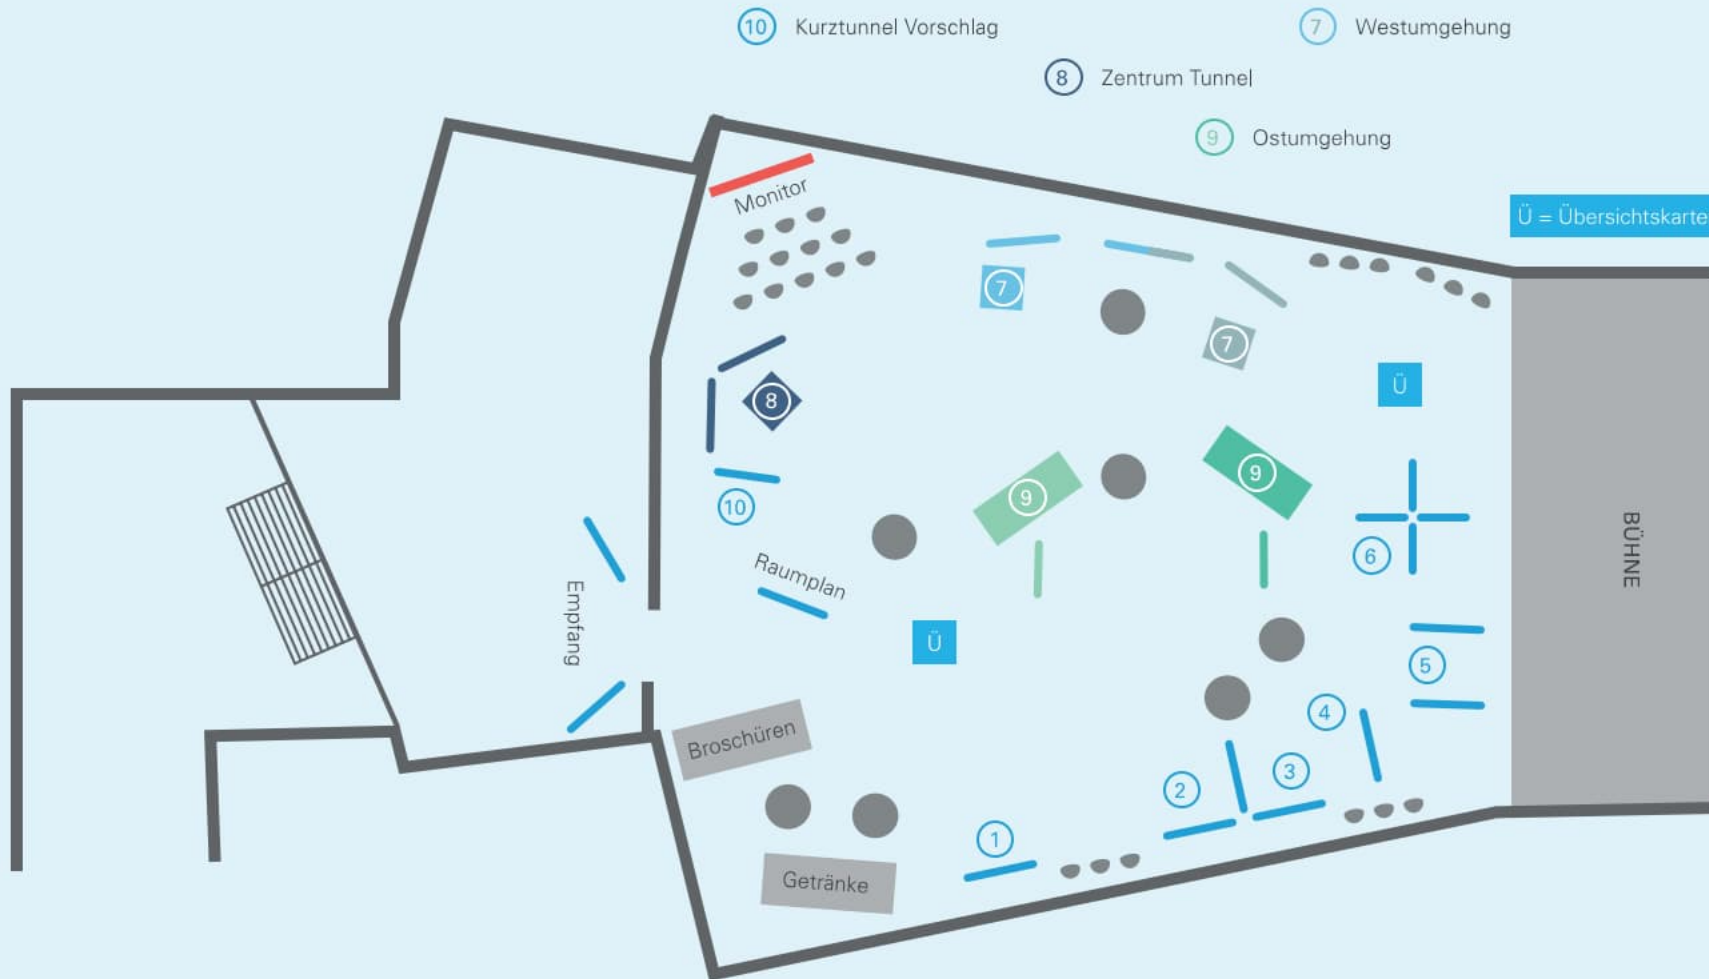 10 Kurztunnel Vorschlag
7 Westumgehung
8 Zentrum Tunnel
9 Ostumgehung
Ü = Übersichtskarte
Monitor
7
7
8
Ü
9
9
10
6
BÜHNE
Raumplan
Empfang
Ü
5
4
Broschüren
3
2
1
Getränke